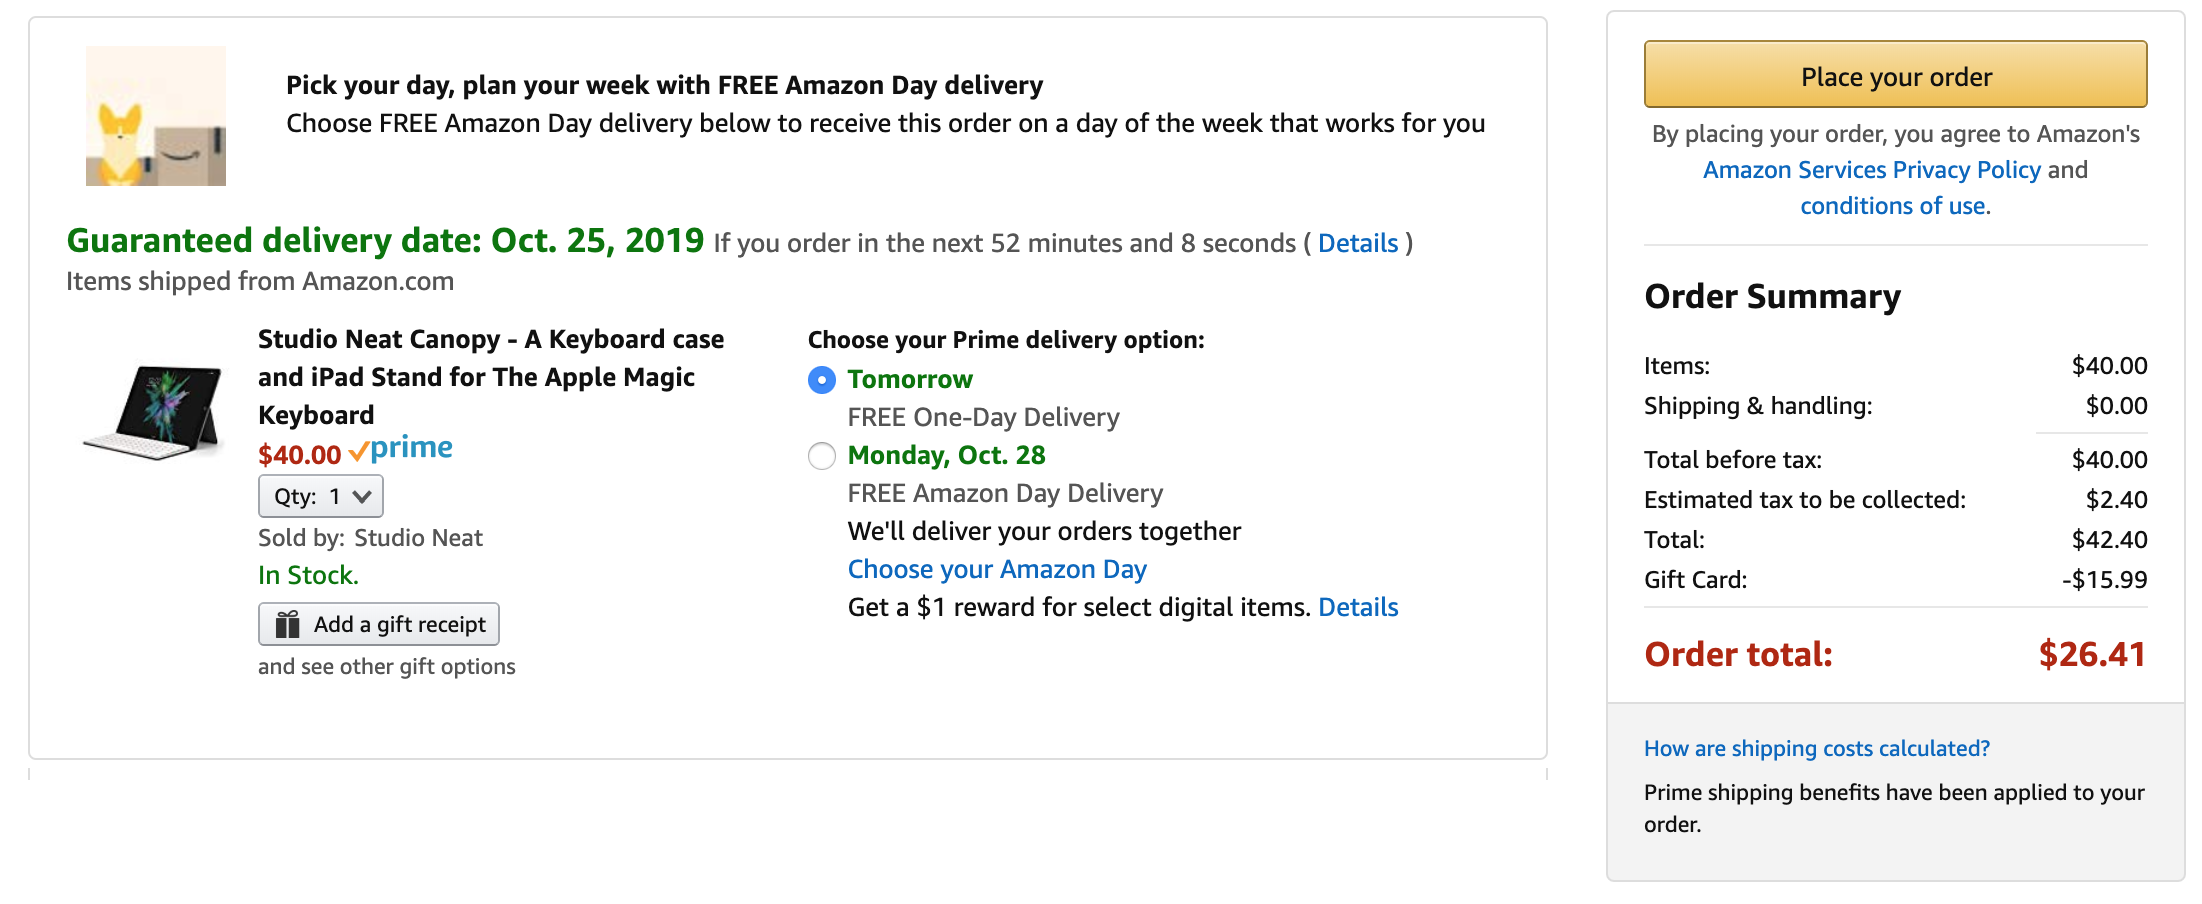 Pick your day, plan your week with FREE Amazon Day delivery
Choose FREE Amazon Day delivery below to receive this order on a day of the week that works for you
Guaranteed delivery date: Oct. 25, 2019 If you order in the next 52 minutes and 8 seconds ( Details )
Items shipped from Amazon.com
Studio Neat Canopy - A Keyboard case
and iPad Stand for The Apple Magic
Keyboard
$40.00 prime
Qty: 1
Sold by: Studio Neat
In Stock.
Add a gift receipt
and see other gift options
Choose your Prime delivery option:
Tomorrow
FREE One-Day Delivery
Monday, Oct. 28
FREE Amazon Day Delivery
We'll deliver your orders together
Choose your Amazon Day
Get a $1 reward for select digital items. Details
Place your order
By placing your order, you agree to Amazon's
Amazon Services Privacy Policy and
conditions of use.
Order Summary
Items: $40.00
Shipping & handling: $0.00
Total before tax: $40.00
Estimated tax to be collected: $2.40
Total: $42.40
Gift Card: -$15.99
Order total: $26.41
How are shipping costs calculated?
Prime shipping benefits have been applied to your
order.